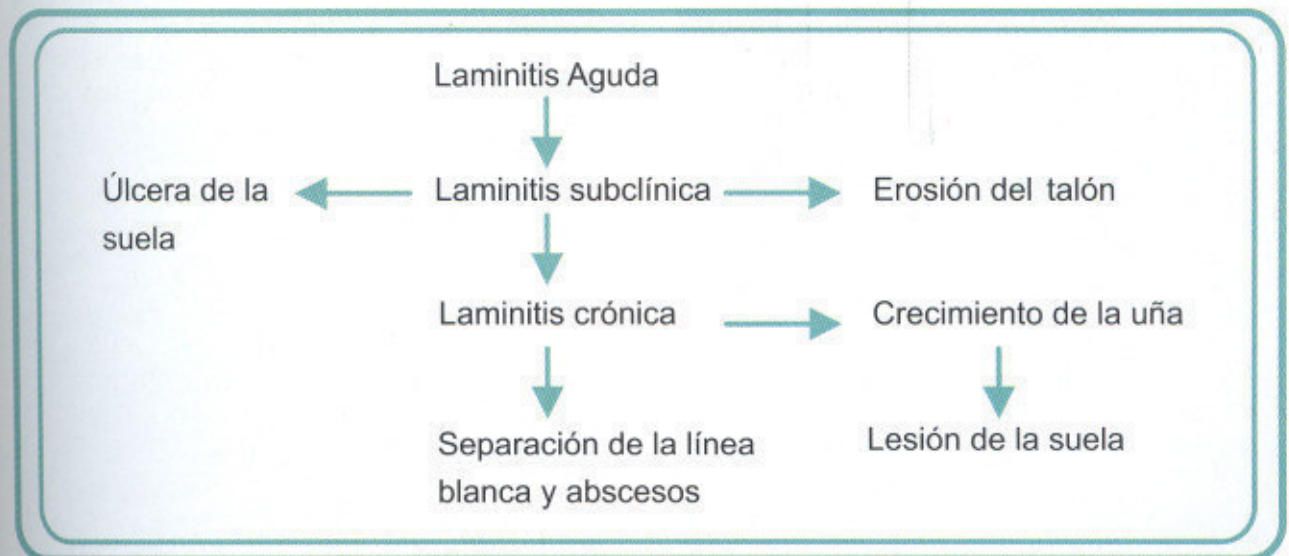 Laminitis Aguda
Úlcera de la
suela
Laminitis subclínica
Erosión del talón
Laminitis crónica
Crecimiento de la uña
Separación de la línea
blanca y abscesos
Lesión de la suela